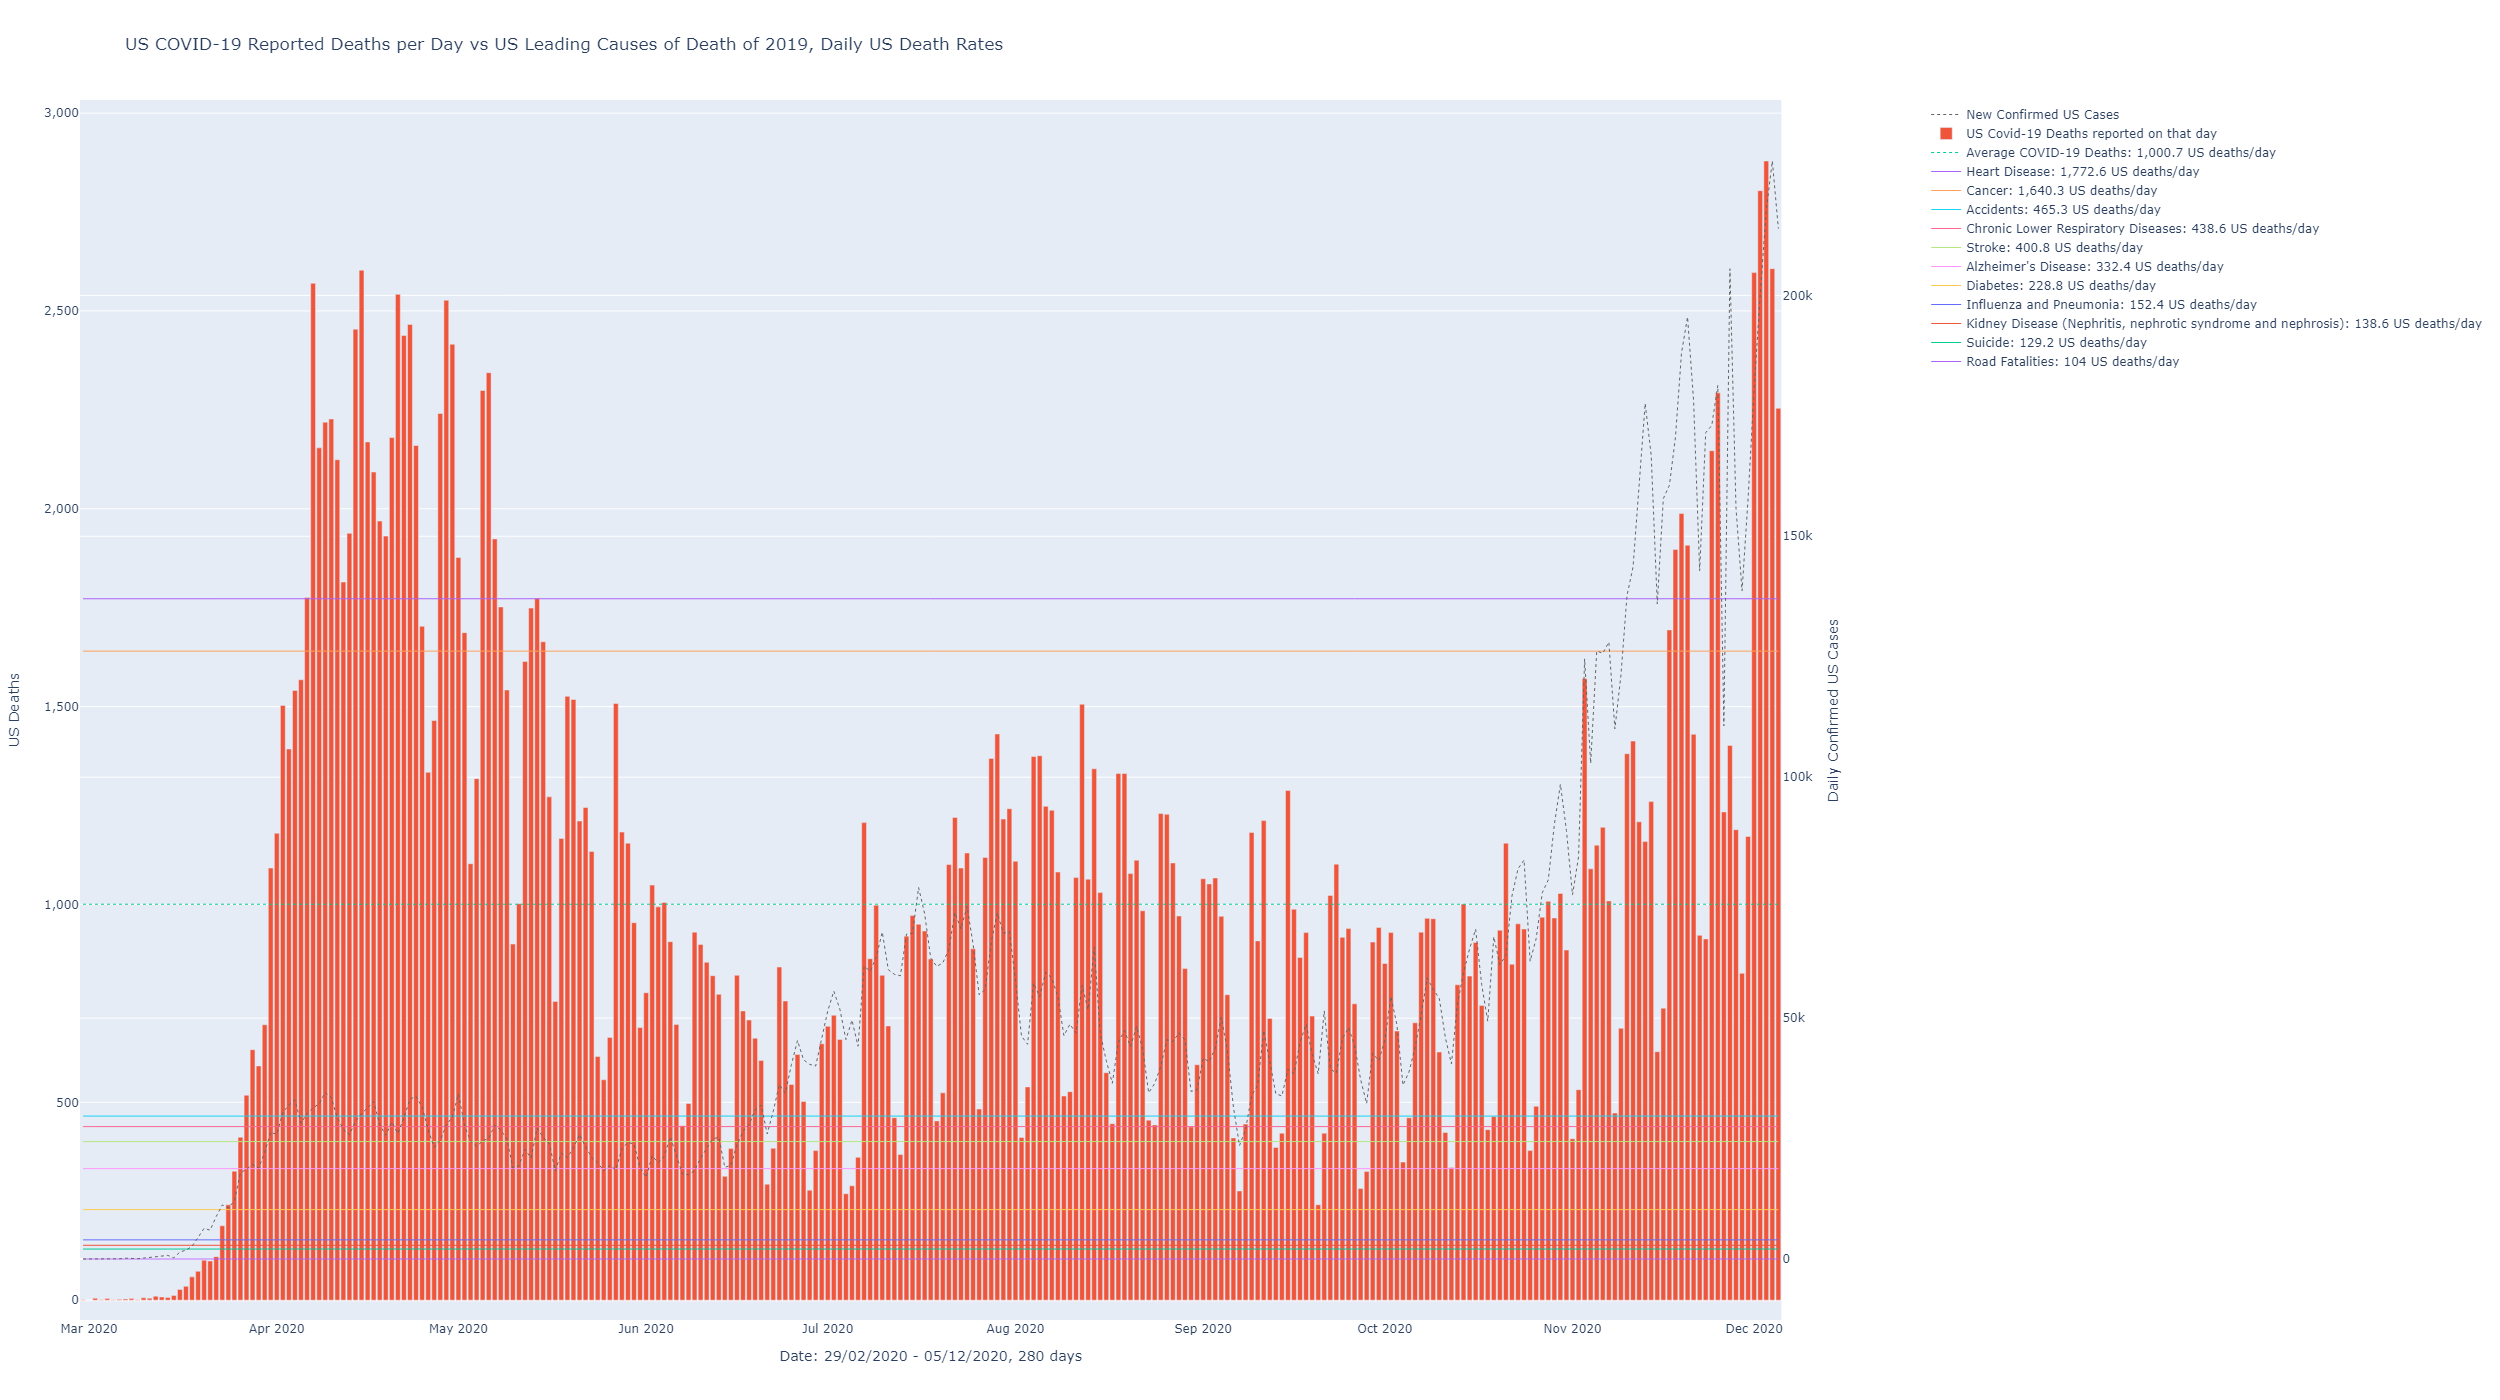 US COVID-19 Reported Deaths per Day vs US Leading Causes of Death of 2019, Daily US Death Rates
3,000
2,500
2,000
1,500
1,000
500
0
US Deaths
200k
150k
100k
50k
0
Daily Confirmed US Cases
Mar 2020
Apr 2020
May 2020
Jun 2020
Jul 2020
Aug 2020
Sep 2020
Oct 2020
Nov 2020
Dec 2020
Date: 29/02/2020 - 05/12/2020, 280 days
New Confirmed US Cases
US Covid-19 Deaths reported on that day
Average COVID-19 Deaths: 1,000.7 US deaths/day
Heart Disease: 1,772.6 US deaths/day
Cancer: 1,640.3 US deaths/day
Accidents: 465.3 US deaths/day
Chronic Lower Respiratory Diseases: 438.6 US deaths/day
Stroke: 400.8 US deaths/day
Alzheimer's Disease: 332.4 US deaths/day
Diabetes: 228.8 US deaths/day
Influenza and Pneumonia: 152.4 US deaths/day
Kidney Disease (Nephritis, nephrotic syndrome and nephrosis): 138.6 US deaths/day
Suicide: 129.2 US deaths/day
Road Fatalities: 104 US deaths/day